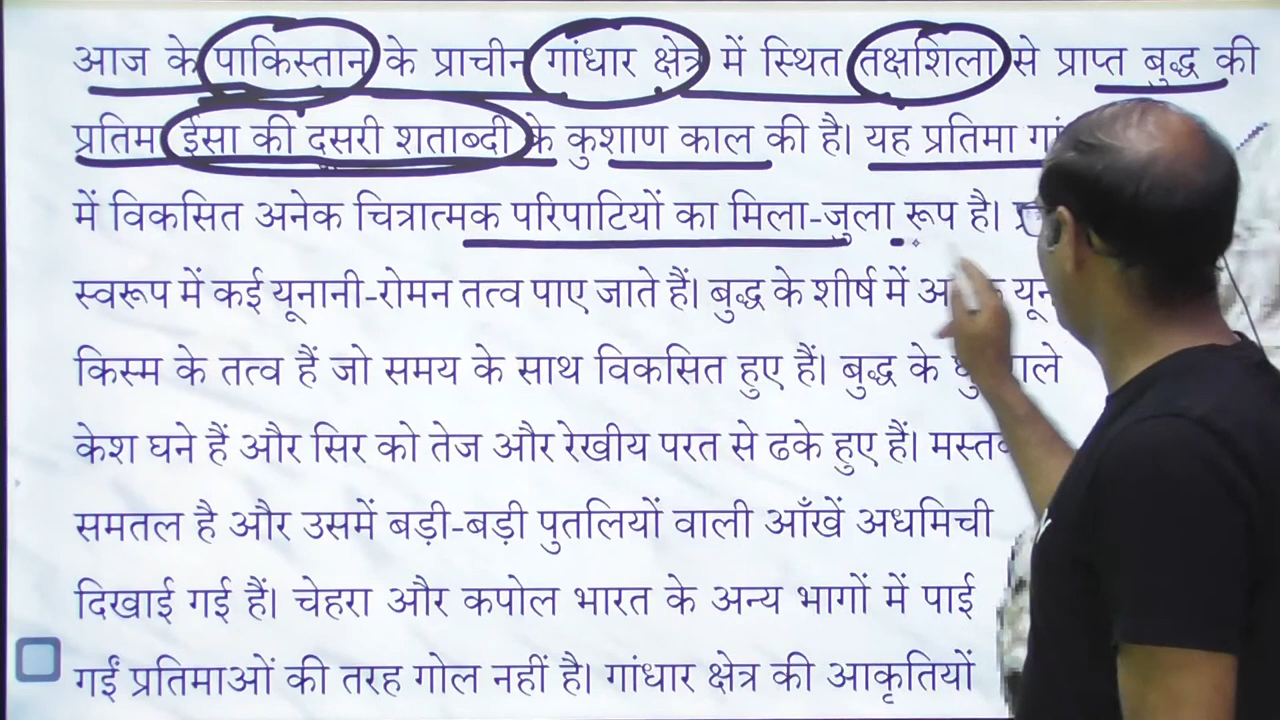 आज के पाकिस्तान के प्राचीन गांधार क्षेत्र में स्थित तक्षशिला से प्राप्त बुद्ध की
प्रतिम ईसा की दूसरी शताब्दी के कुशाण काल की है। यह प्रतिमा
में विकसित अनेक चित्रात्मक परिपाटियों का मिला-जुला रूप है।
स्वरूप में कई यूनानी-रोमन तत्व पाए जाते हैं। बुद्ध के शीर्ष में
किस्म के तत्व हैं जो समय के साथ विकसित हुए हैं। बुद्ध के
केश घने हैं और सिर को तेज और रेखीय परत से ढके हुए हैं।
समतल है और उसमें बड़ी-बड़ी पुतलियों वाली आँखें अधमिची
दिखाई गई हैं। चेहरा और कपोल भारत के अन्य भागों में पाई
गईं प्रतिमाओं की तरह गोल नहीं है। गांधार क्षेत्र की आकृतियों